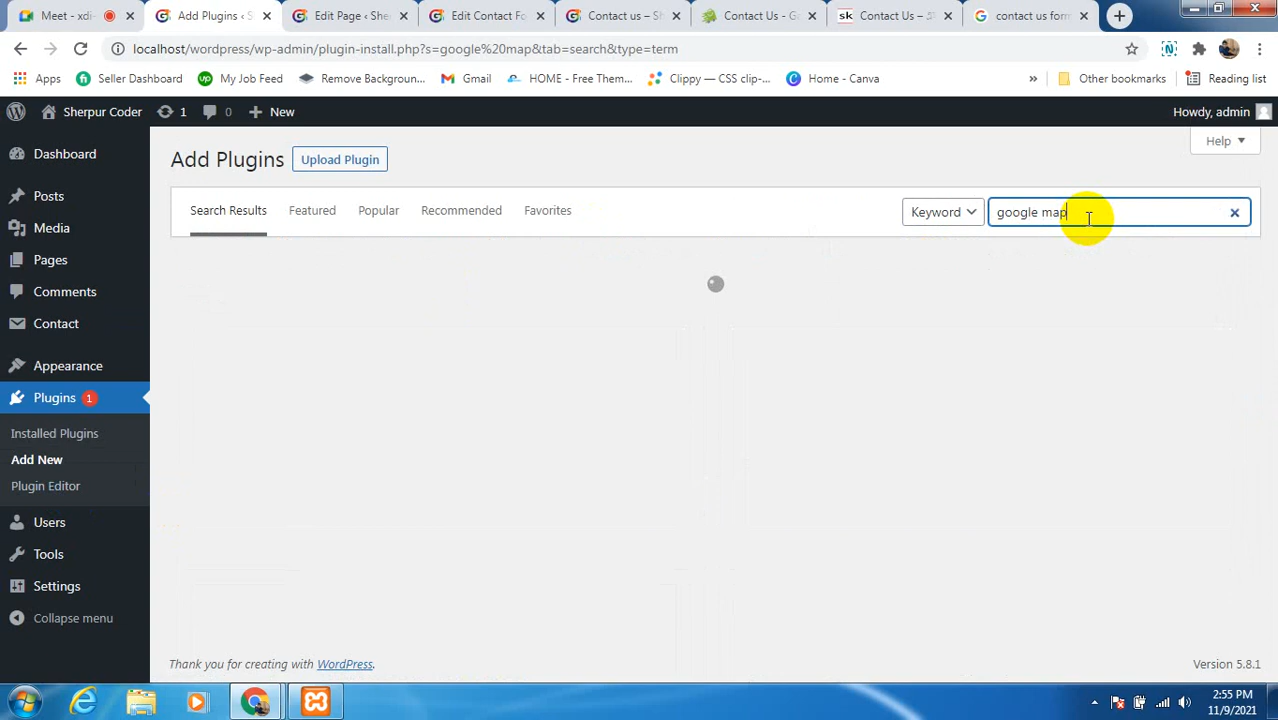 Meet - xdi-
Add Plugins ‹ S
Edit Page ‹ She
Edit Contact Fo
Contact us – Sh
Contact Us - G
Contact Us –
contact us form
localhost/wordpress/wp-admin/plugin-install.php?s=google%20map&tab=search&type=term
Apps
Seller Dashboard
My Job Feed
Remove Backgroun...
Gmail
HOME - Free Them...
Clippy — CSS clip-...
Home - Canva
»
Other bookmarks
Reading list
Sherpur Coder
1
0
New
Howdy, admin
Dashboard
Posts
Media
Pages
Comments
Contact
Appearance
Plugins 1
Installed Plugins
Add New
Plugin Editor
Users
Tools
Settings
Collapse menu
Add Plugins
Upload Plugin
Help
Search Results
Featured
Popular
Recommended
Favorites
Keyword
google map
Thank you for creating with WordPress.
Version 5.8.1
2:55 PM
11/9/2021